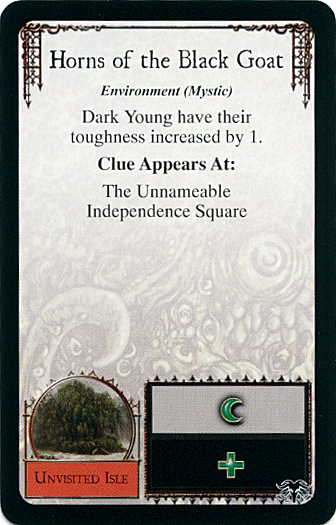 Horns of the Black Goat
Environment (Mystic)
Dark Young have their
toughness increased by 1.
Clue Appears At:
The Unnameable
Independence Square
Unvisited Isle